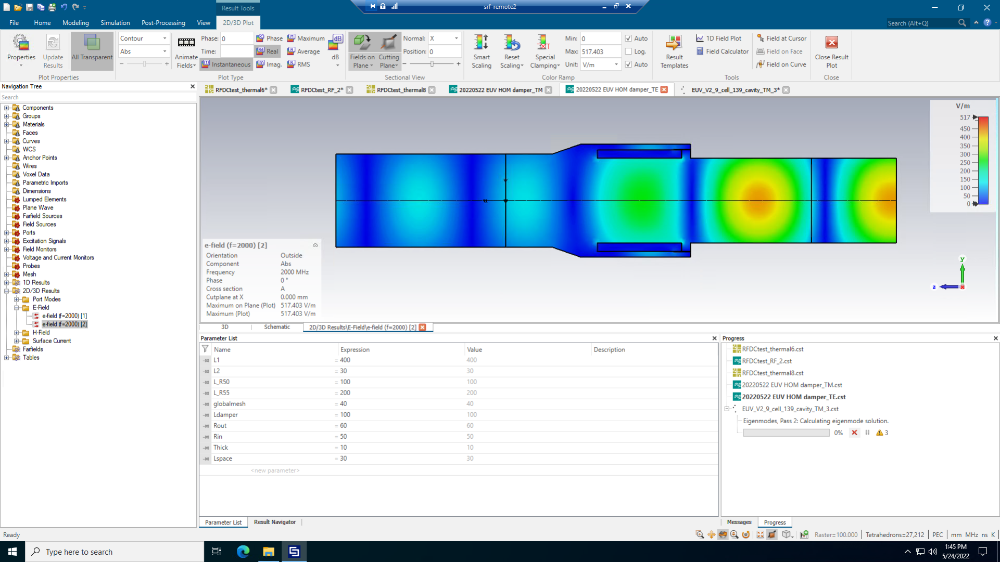 Result Tools
srf-remote2
File Home Modeling Simulation Post-Processing View 2D/3D Plot
Search (Alt+Q)
Properties
Update Results
All Transparent
Plot Properties
Contour
Abs
Animate Fields
Phase: 0
Time:
Instantaneous
Phase
Real
Imag.
Maximum
Average
RMS
dB
dB
Plot Type
Fields on Plane
Cutting Plane
Normal: X
Position: 0
Sectional View
Smart Scaling
Reset Scaling
Special Clamping
Min: 0
Max: 517.403
Unit: V/m
Auto
Log.
Auto
Color Ramp
Result Templates
1D Field Plot
Field Calculator
Field at Cursor
Field on Face
Field on Curve
Tools
Close Result Plot
Close
Navigation Tree
Search
Components
Groups
Materials
Faces
Curves
WCS
Anchor Points
Wires
Voxel Data
Parametric Imports
Dimensions
Lumped Elements
Plane Wave
Farfield Sources
Field Sources
Ports
Excitation Signals
Field Monitors
Voltage and Current Monitors
Probes
Mesh
1D Results
2D/3D Results
Port Modes
E-Field
e-field (f=2000) [1]
e-field (f=2000) [2]
H-Field
Surface Current
Farfields
Tables
RFDCtest_thermal6* RFDCtest_RF_2* RFDCtest_thermal8 20220522 EUV HOM damper_TM 20220522 EUV HOM damper_TE EUV_V2_9_cell_139_cavity_TM_3*
V/m
517
450
400
350
300
250
200
150
100
50
0
u
y
z
x
e-field (f=2000) [2]
Orientation Outside
Component Abs
Frequency 2000 MHz
Phase 0 °
Cross section A
Cutplane at X 0.000 mm
Maximum on Plane (Plot) 517.403 V/m
Maximum (Plot) 517.403 V/m
3D Schematic 2D/3D Results\E-Field\e-field (f=2000) [2]
Parameter List
Name Expression Value Description
L1 = 400 400
L2 = 30 30
L_R50 = 100 100
L_R55 = 200 200
globalmesh = 40 40
Ldamper = 100 100
Rout = 60 60
Rin = 50 50
Thick = 10 10
Lspace = 30 30
<new parameter>
Parameter List Result Navigator
Progress
RFDCtest_thermal6.cst
RFDCtest_RF_2.cst
RFDCtest_thermal8.cst
20220522 EUV HOM damper_TM.cst
20220522 EUV HOM damper_TE.cst
EUV_V2_9_cell_139_cavity_TM_3.cst
Eigenmodes, Pass 2: Calculating eigenmode solution.
0% 3
Messages Progress
Ready
Raster=100.000 Tetrahedrons=27,212 PEC mm MHz ns K
Type here to search
1:45 PM
5/24/2022